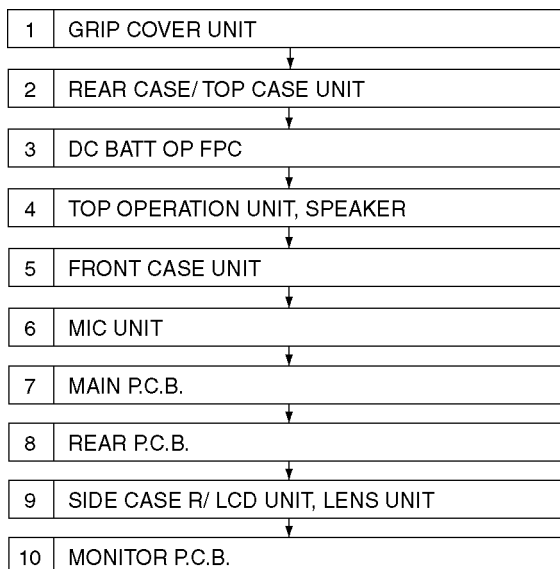 1 GRIP COVER UNIT
2 REAR CASE/ TOP CASE UNIT
3 DC BATT OP FPC
4 TOP OPERATION UNIT, SPEAKER
5 FRONT CASE UNIT
6 MIC UNIT
7 MAIN P.C.B.
8 REAR P.C.B.
9 SIDE CASE R/ LCD UNIT, LENS UNIT
10 MONITOR P.C.B.